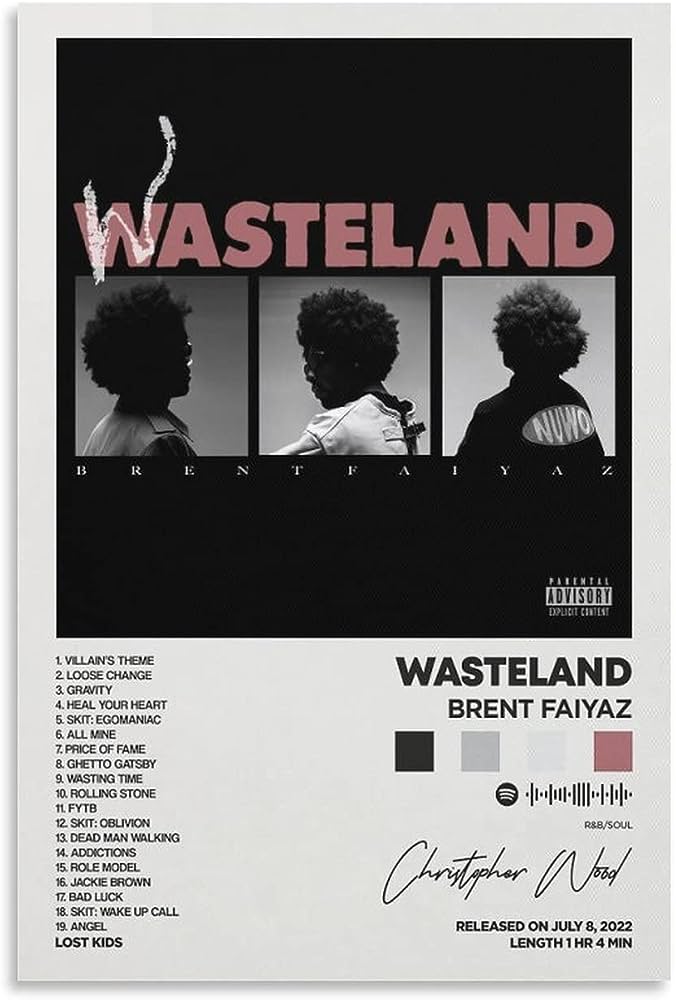 WASTELAND
NUWO
BRENT FAIYAZ
PARENTAL
ADVISORY
EXPLICIT CONTENT
1. VILLAIN'S THEME
2. LOOSE CHANGE
3. GRAVITY
4. HEAL YOUR HEART
5. SKIT: EGOMANIAC
6. ALL MINE
7. PRICE OF FAME
8. GHETTO GATSBY
9. WASTING TIME
10. ROLLING STONE
11. FYTB
12. SKIT: OBLIVION
13. DEAD MAN WALKING
14. ADDICTIONS
15. ROLE MODEL
16. JACKIE BROWN
17. BAD LUCK
18. SKIT: WAKE UP CALL
19. ANGEL
LOST KIDS
WASTELAND
BRENT FAIYAZ
R&B/SOUL
Christopher Wood
RELEASED ON JULY 8, 2022
LENGTH 1 HR 4 MIN